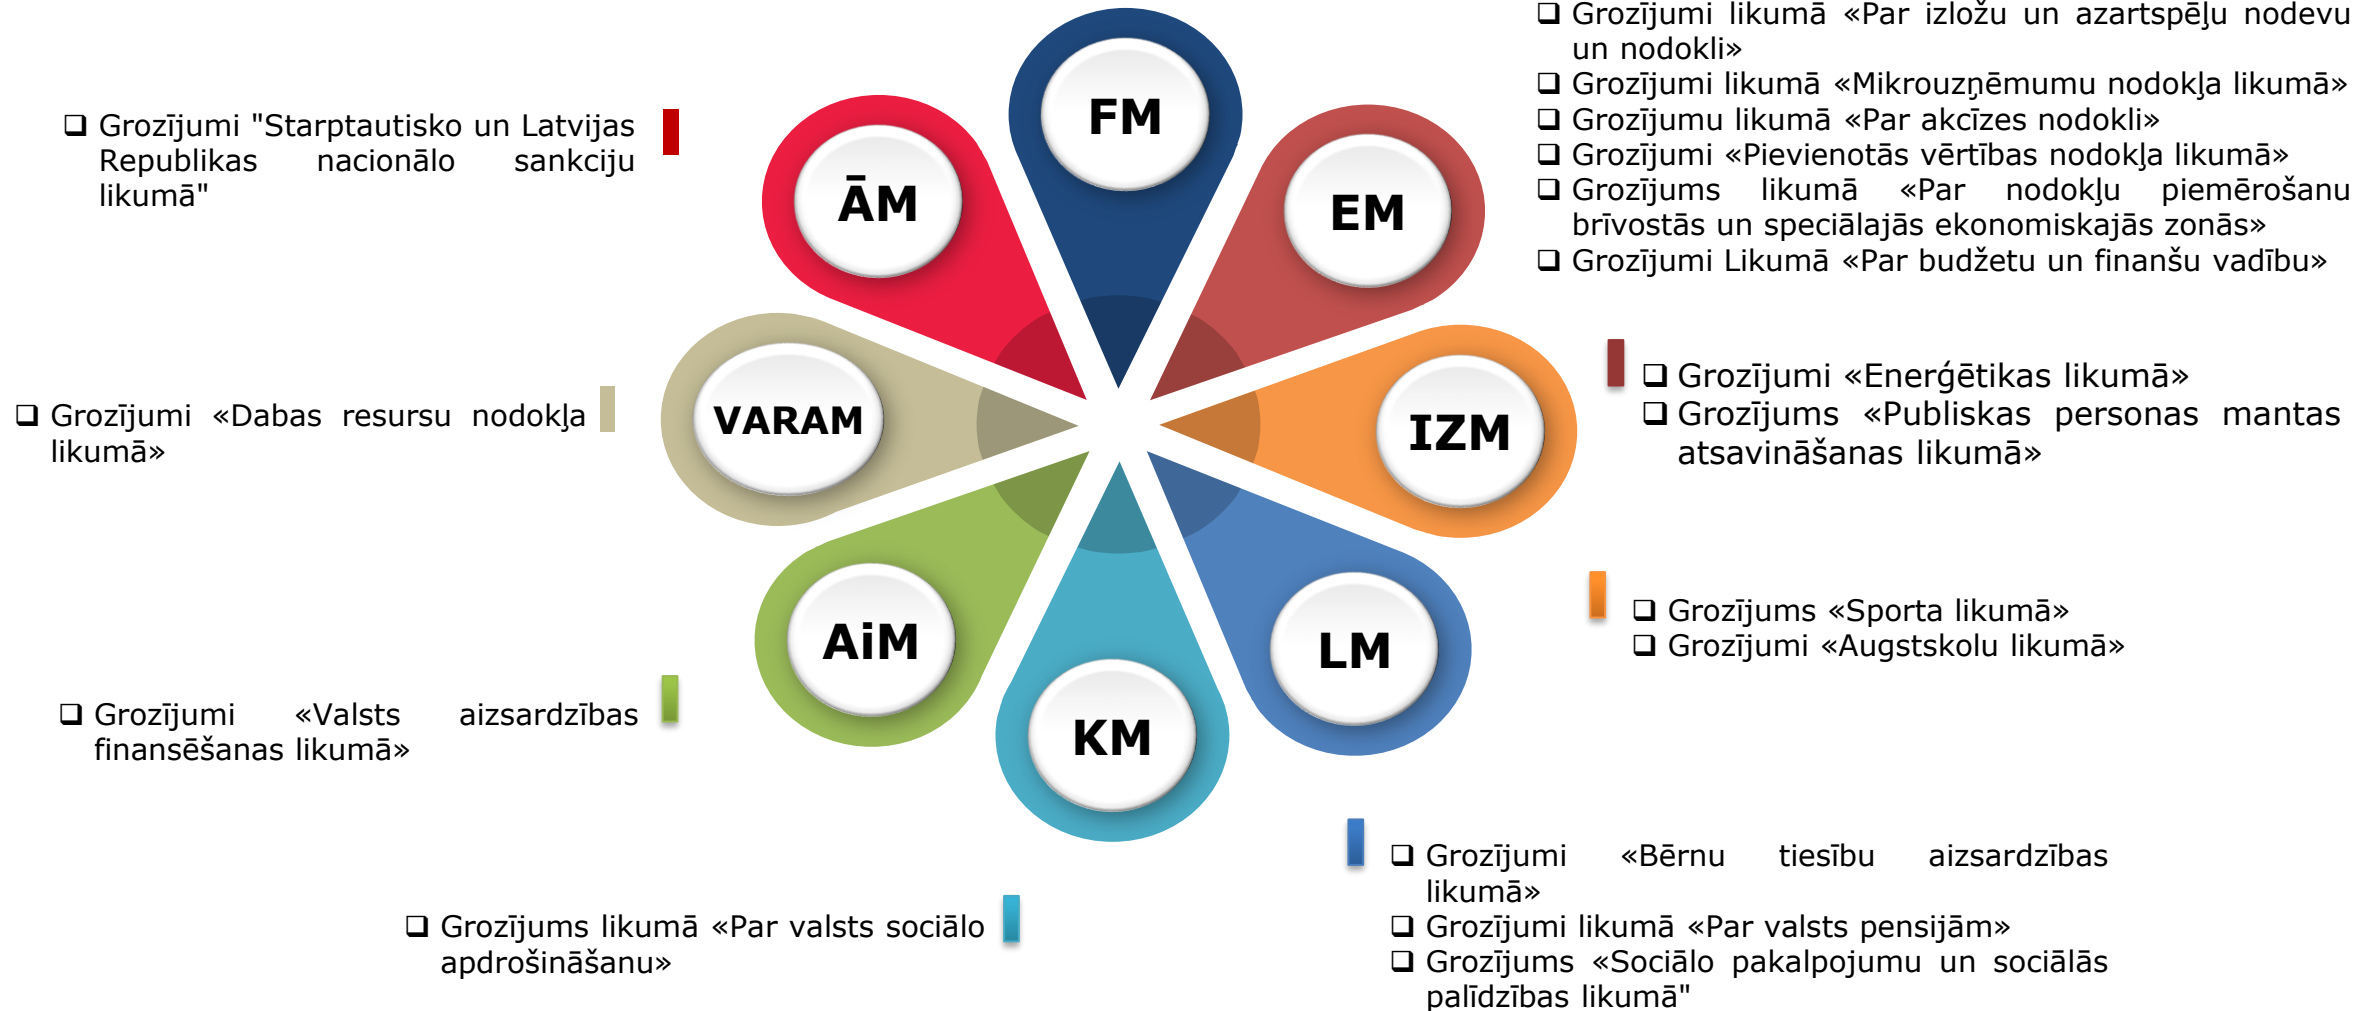 ❑ Grozījumi likumā «Par izložu un azartspēļu nodevu
un nodokli»
❑ Grozījumi likumā «Mikrouzņēmumu nodokļa likumā»
❑ Grozījumu likumā «Par akcīzes nodokli»
❑ Grozījumi «Pievienotās vērtības nodokļa likumā»
❑ Grozījums likumā «Par nodokļu piemērošanu
brīvostās un speciālajās ekonomiskajās zonās»
❑ Grozījumi Likumā «Par budžetu un finanšu vadību»
FM
ĀM
EM
VARAM
IZM
AiM
LM
KM
❑ Grozījumi "Starptautisko un Latvijas
Republikas nacionālo sankciju
likumā"
❑ Grozījumi «Dabas resursu nodokļa
likumā»
❑ Grozījumi «Enerģētikas likumā»
❑ Grozījums «Publiskas personas mantas
atsavināšanas likumā»
❑ Grozījums «Sporta likumā»
❑ Grozījumi «Augstskolu likumā»
❑ Grozījumi «Valsts aizsardzības
finansēšanas likumā»
❑ Grozījums likumā «Par valsts sociālo
apdrošināšanu»
❑ Grozījumi «Bērnu tiesību aizsardzības
likumā»
❑ Grozījumi likumā «Par valsts pensijām»
❑ Grozījums «Sociālo pakalpojumu un sociālās
palīdzības likumā"